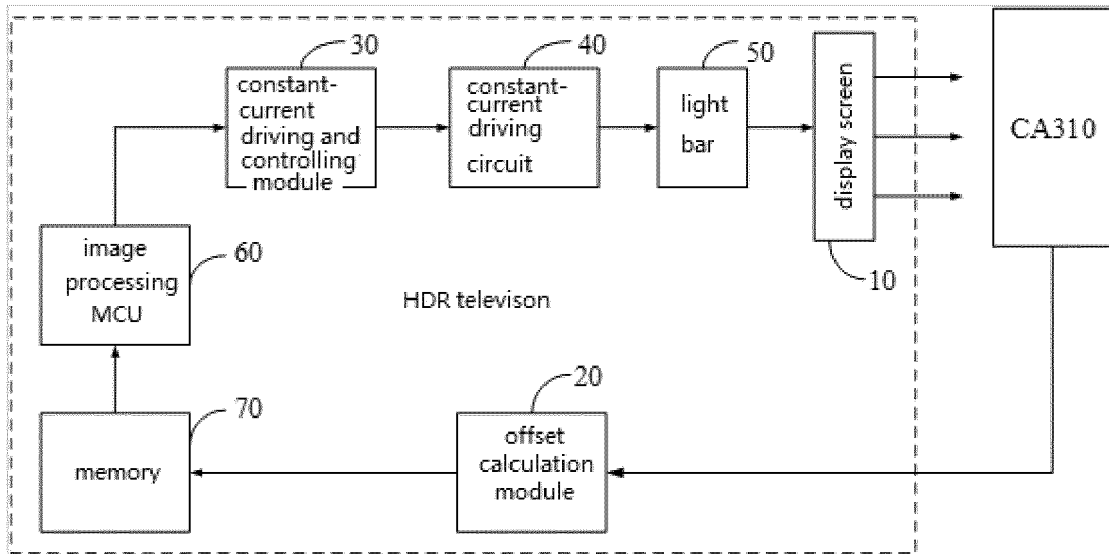 30
constant-
current
driving and
controlling
module
40
constant-
current
driving
circuit
50
light
bar
display screen
10
CA310
image
processing
MCU
60
HDR televison
memory
70
20
offset
calculation
module